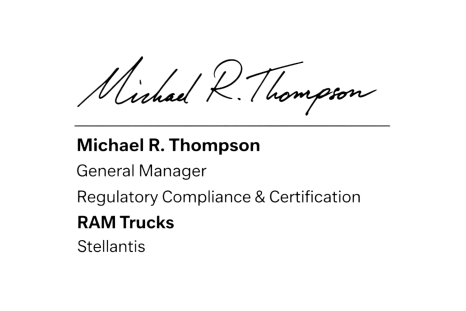 Michael R. Thompson
Michael R. Thompson
General Manager
Regulatory Compliance & Certification
RAM Trucks
Stellantis